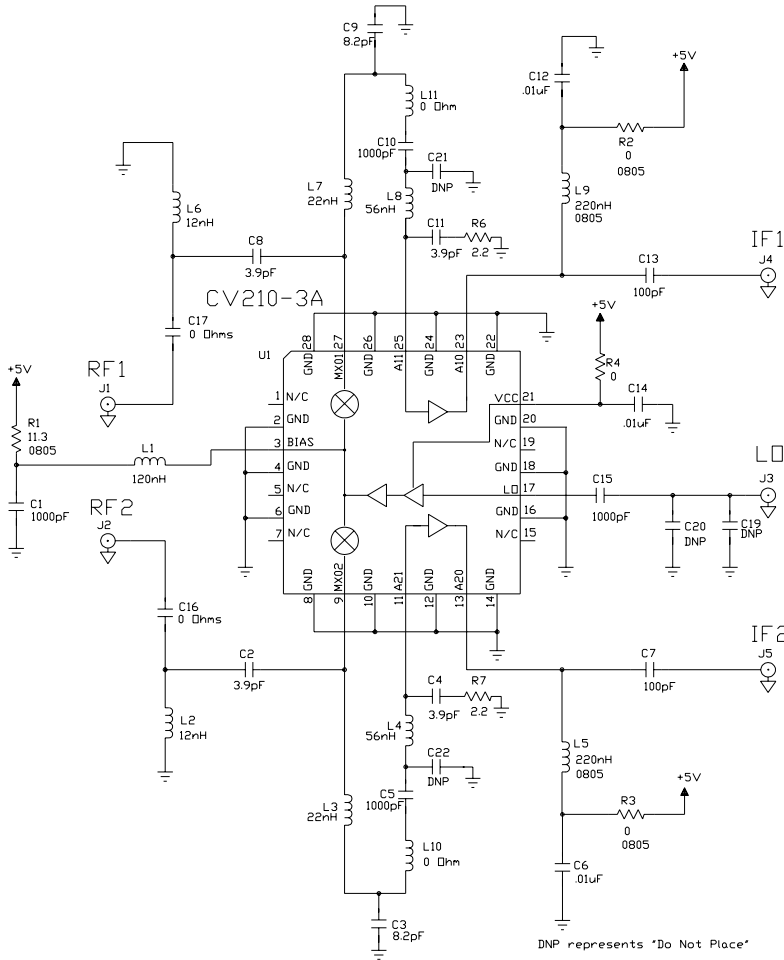 C9
8.2pF
L11
0 Ohm
C12
.01uF
+5V
C10
1000pF
R2
0
0805
C21
DNP
L7
22nH
L6
12nH
L8
56nH
L9
220nH
0805
C8
3.9pF
C11
3.9pF
R6
2.2
IF1
C13
100pF
J4
CV210-3A
C17
0 Ohms
+5V
U1
GND 28
MXO1 27
GND 26
A11 25
GND 24
A10 23
GND 22
RF1
J1
+5V
R4
0
1 N/C
2 GND
3 BIAS
4 GND
5 N/C
6 GND
7 N/C
VCC 21
GND 20
N/C 19
GND 18
LO 17
GND 16
N/C 15
C14
.01uF
R1
11.3
0805
L1
120nH
LO
C15
1000pF
J3
C1
1000pF
RF2
J2
C20
DNP
C19
DNP
8 GND
9 MXO2
10 GND
11 A21
12 GND
13 A20
14 GND
C16
0 Ohms
C2
3.9pF
IF2
C7
100pF
J5
C4
3.9pF
R7
2.2
L2
12nH
L4
56nH
C22
DNP
L5
220nH
0805
+5V
L3
22nH
C5
1000pF
R3
0
0805
L10
0 Ohm
C6
.01uF
C3
8.2pF
DNP represents "Do Not Place"